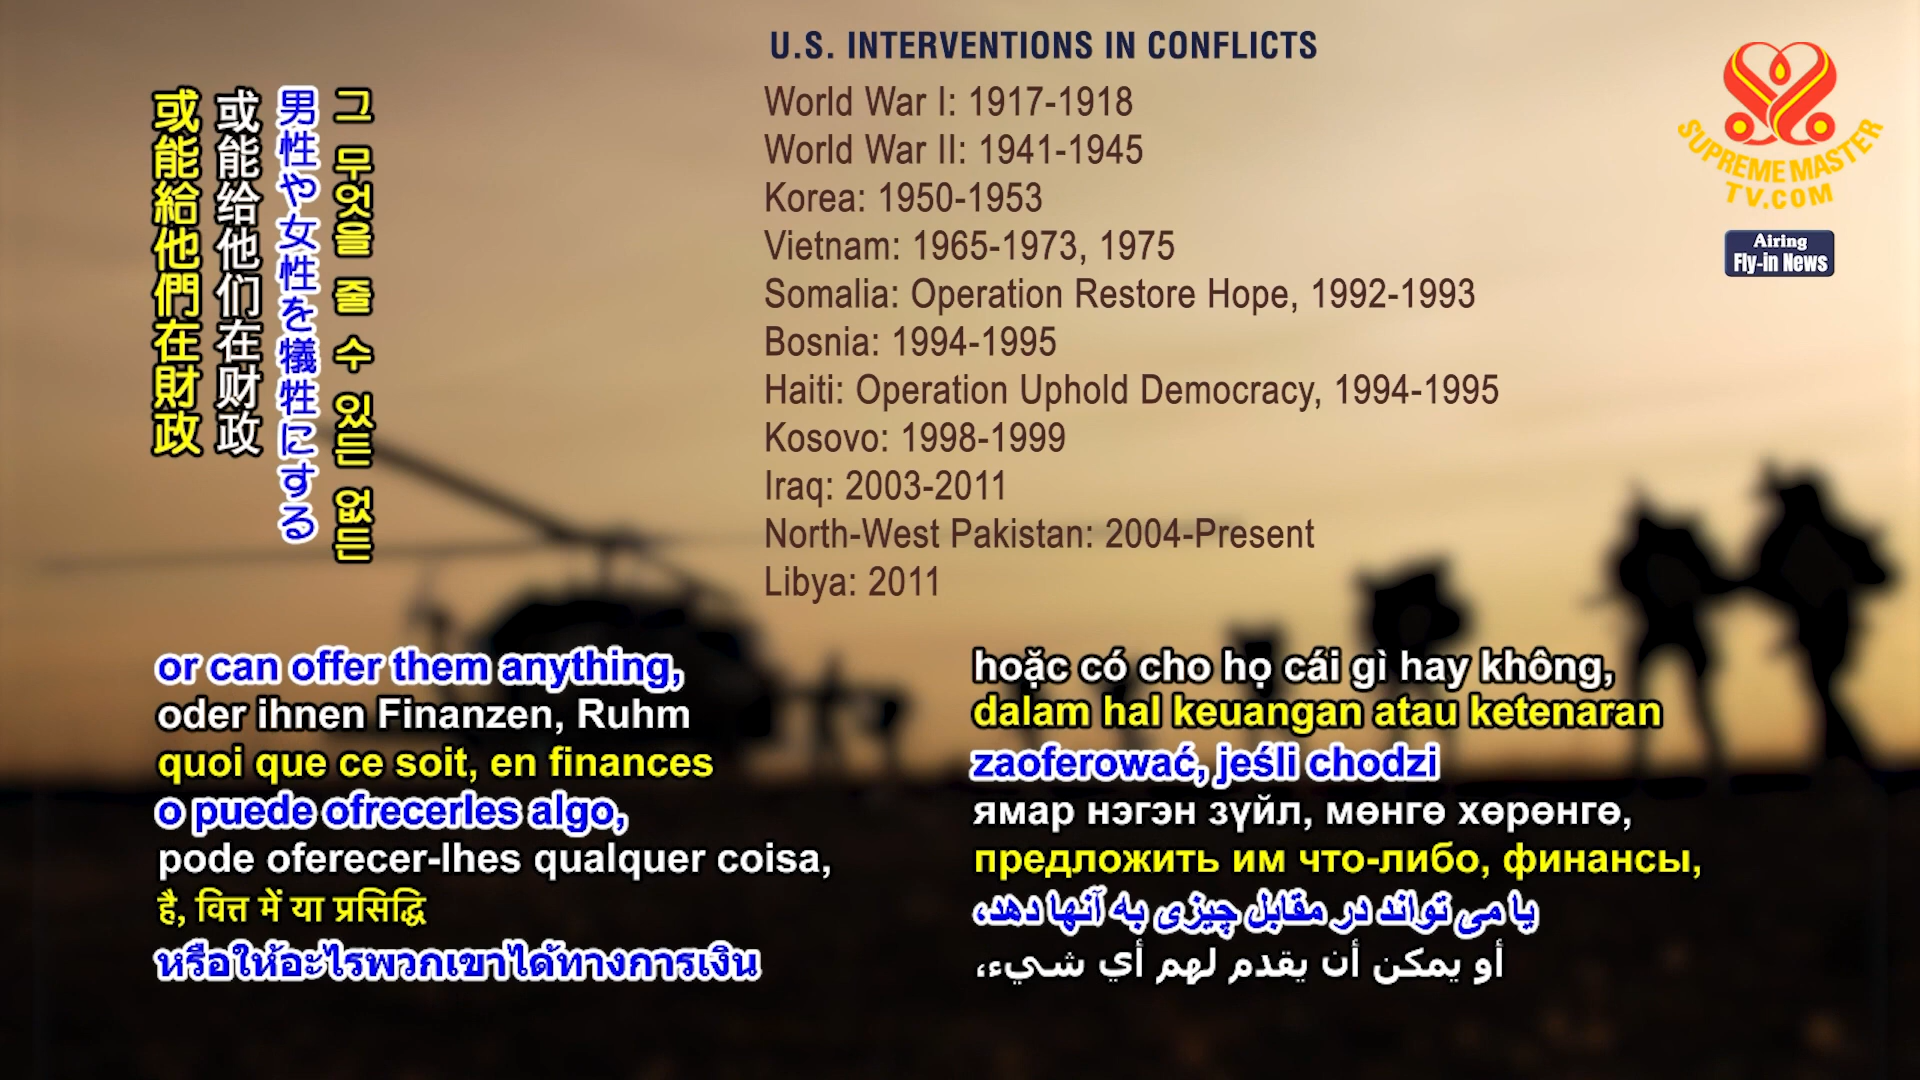 U.S. INTERVENTIONS IN CONFLICTS
World War I: 1917-1918
World War II: 1941-1945
Korea: 1950-1953
Vietnam: 1965-1973, 1975
Somalia: Operation Restore Hope, 1992-1993
Bosnia: 1994-1995
Haiti: Operation Uphold Democracy, 1994-1995
Kosovo: 1998-1999
Iraq: 2003-2011
North-West Pakistan: 2004-Present
Libya: 2011
SUPREME MASTER
TV.COM
Airing
Fly-in News
그 무엇을 줄 수 있든 없든
男性や女性を犠牲にする
或能给他们在财政
或能給他們在財政
or can offer them anything,
oder ihnen Finanzen, Ruhm
quoi que ce soit, en finances
o puede ofrecerles algo,
pode oferecer-lhes qualquer coisa,
है, वित्त में या प्रसिद्धि
หรือให้อะไรพวกเขาได้ทางการเงิน
hoặc có cho họ cái gì hay không,
dalam hal keuangan atau ketenaran
zaoferować, jeśli chodzi
ямар нэгэн зүйл, мөнгө хөрөнгө,
предложить им что-либо, финансы,
یا می تواند در مقابل چیزی به آنها دهد،
أو يمكن أن يقدم لهم أي شيء،